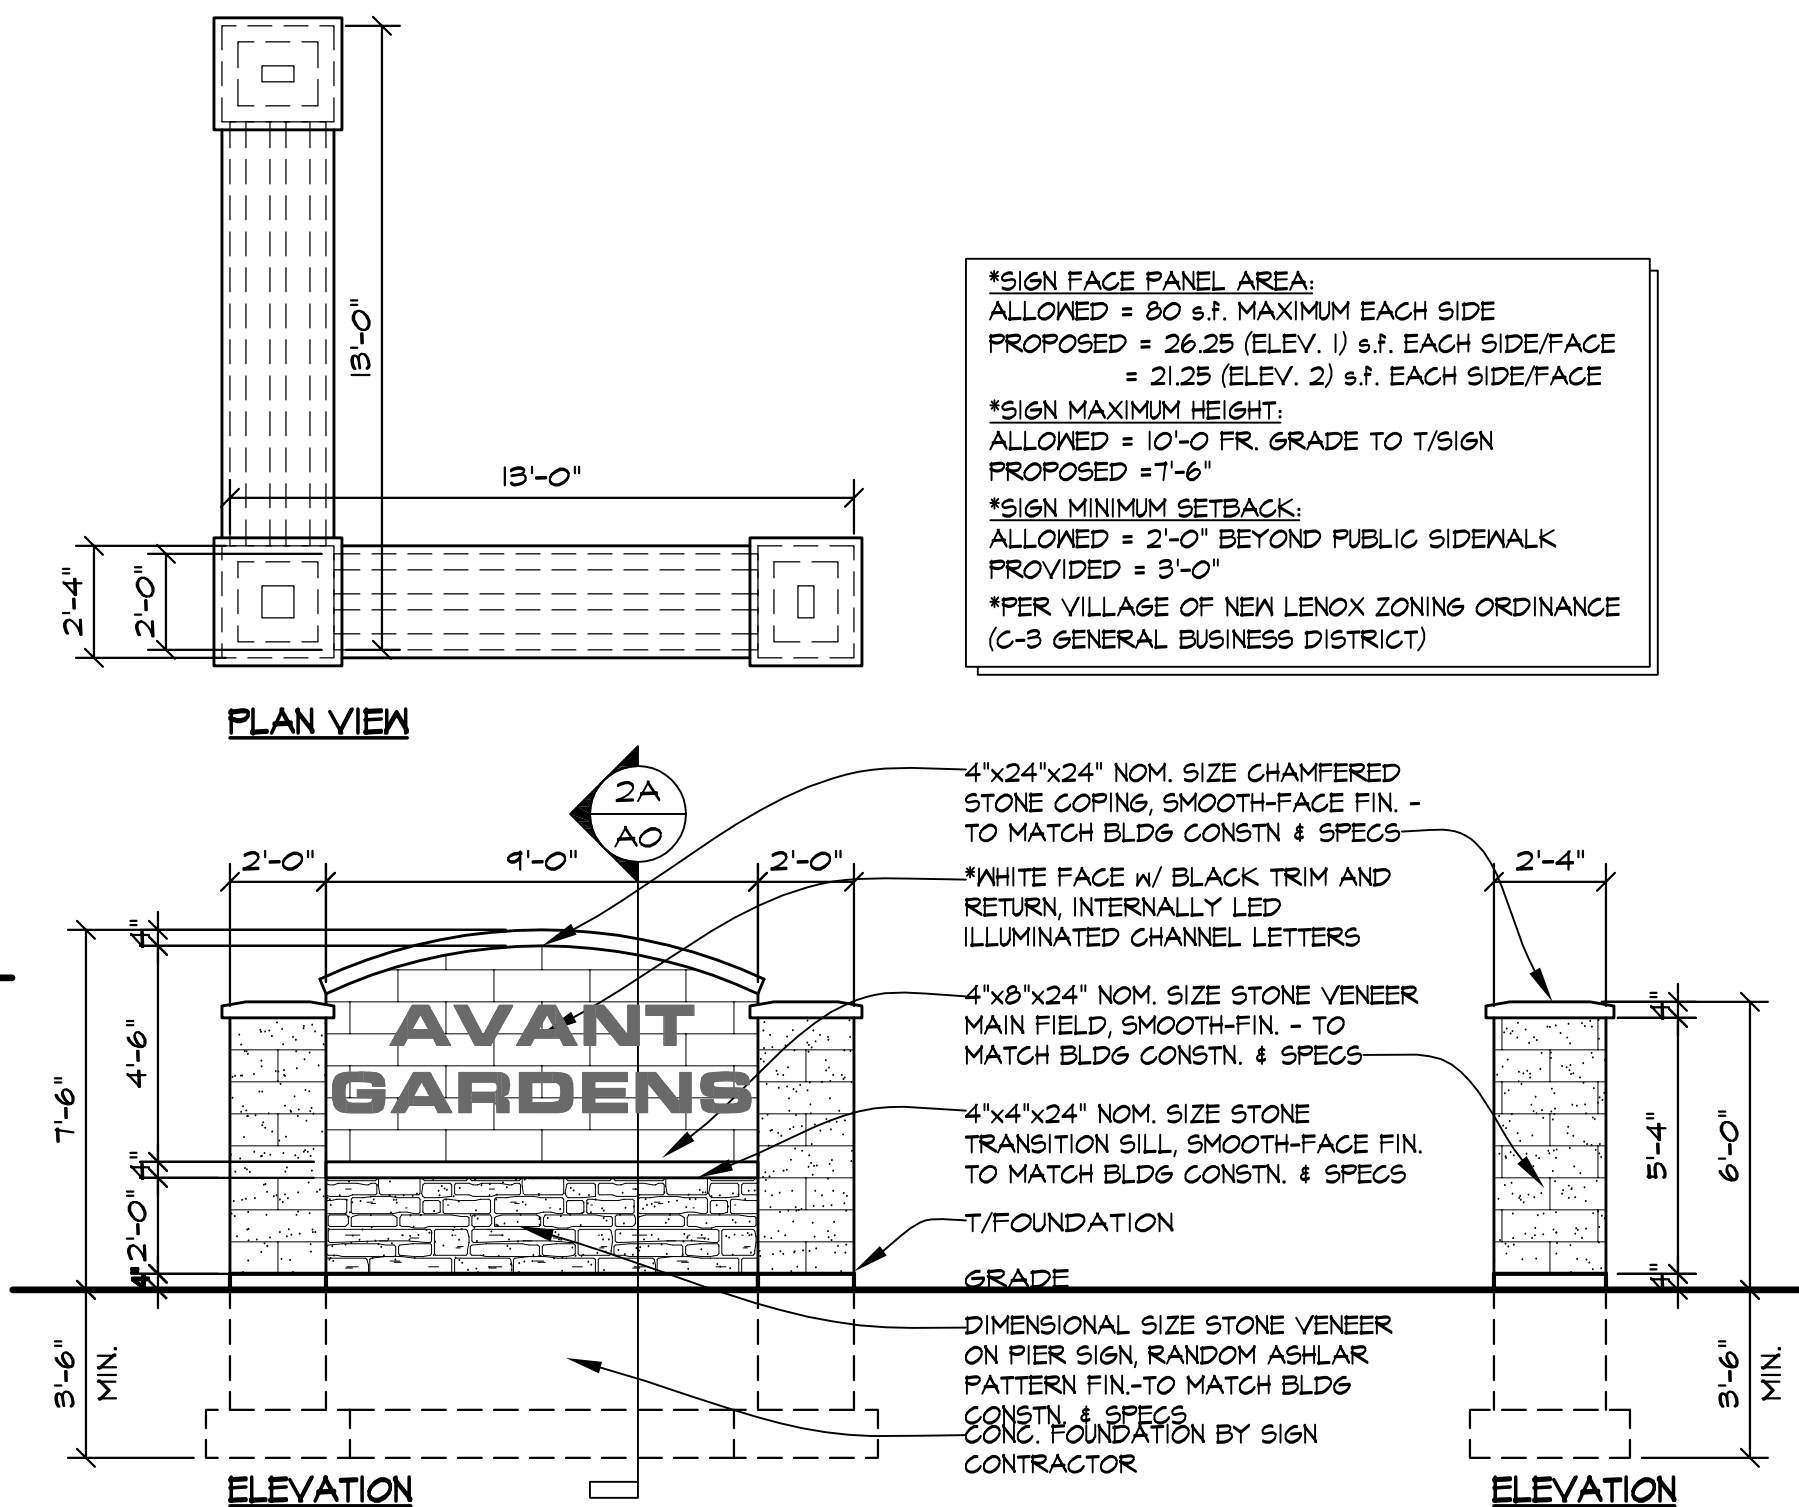 13'-0"
13'-0"
2'-4"
2'-0"
PLAN VIEW
*SIGN FACE PANEL AREA:
ALLOWED = 80 s.f. MAXIMUM EACH SIDE
PROPOSED = 26.25 (ELEV. 1) s.f. EACH SIDE/FACE
= 21.25 (ELEV. 2) s.f. EACH SIDE/FACE
*SIGN MAXIMUM HEIGHT:
ALLOWED = 10'-0 FR. GRADE TO T/SIGN
PROPOSED =7'-6"
*SIGN MINIMUM SETBACK:
ALLOWED = 2'-0" BEYOND PUBLIC SIDEWALK
PROVIDED = 3'-0"
*PER VILLAGE OF NEW LENOX ZONING ORDINANCE
(C-3 GENERAL BUSINESS DISTRICT)
2A
A0
2'-0"
9'-0"
2'-0"
4"
4'-6"
7'-6"
4"
2'-0"
4"
3'-6"
MIN.
AVANT
GARDENS
ELEVATION
4"x24"x24" NOM. SIZE CHAMFERED
STONE COPING, SMOOTH-FACE FIN. -
TO MATCH BLDG CONSTN & SPECS
*WHITE FACE w/ BLACK TRIM AND
RETURN, INTERNALLY LED
ILLUMINATED CHANNEL LETTERS
4"x8"x24" NOM. SIZE STONE VENEER
MAIN FIELD, SMOOTH-FIN. - TO
MATCH BLDG CONSTN. & SPECS
4"x4"x24" NOM. SIZE STONE
TRANSITION SILL, SMOOTH-FACE FIN.
TO MATCH BLDG CONSTN. & SPECS
T/FOUNDATION
GRADE
DIMENSIONAL SIZE STONE VENEER
ON PIER SIGN, RANDOM ASHLAR
PATTERN FIN.-TO MATCH BLDG
CONSTN. & SPECS
CONC. FOUNDATION BY SIGN
CONTRACTOR
2'-4"
4"
5'-4"
6'-0"
4"
3'-6"
MIN.
ELEVATION